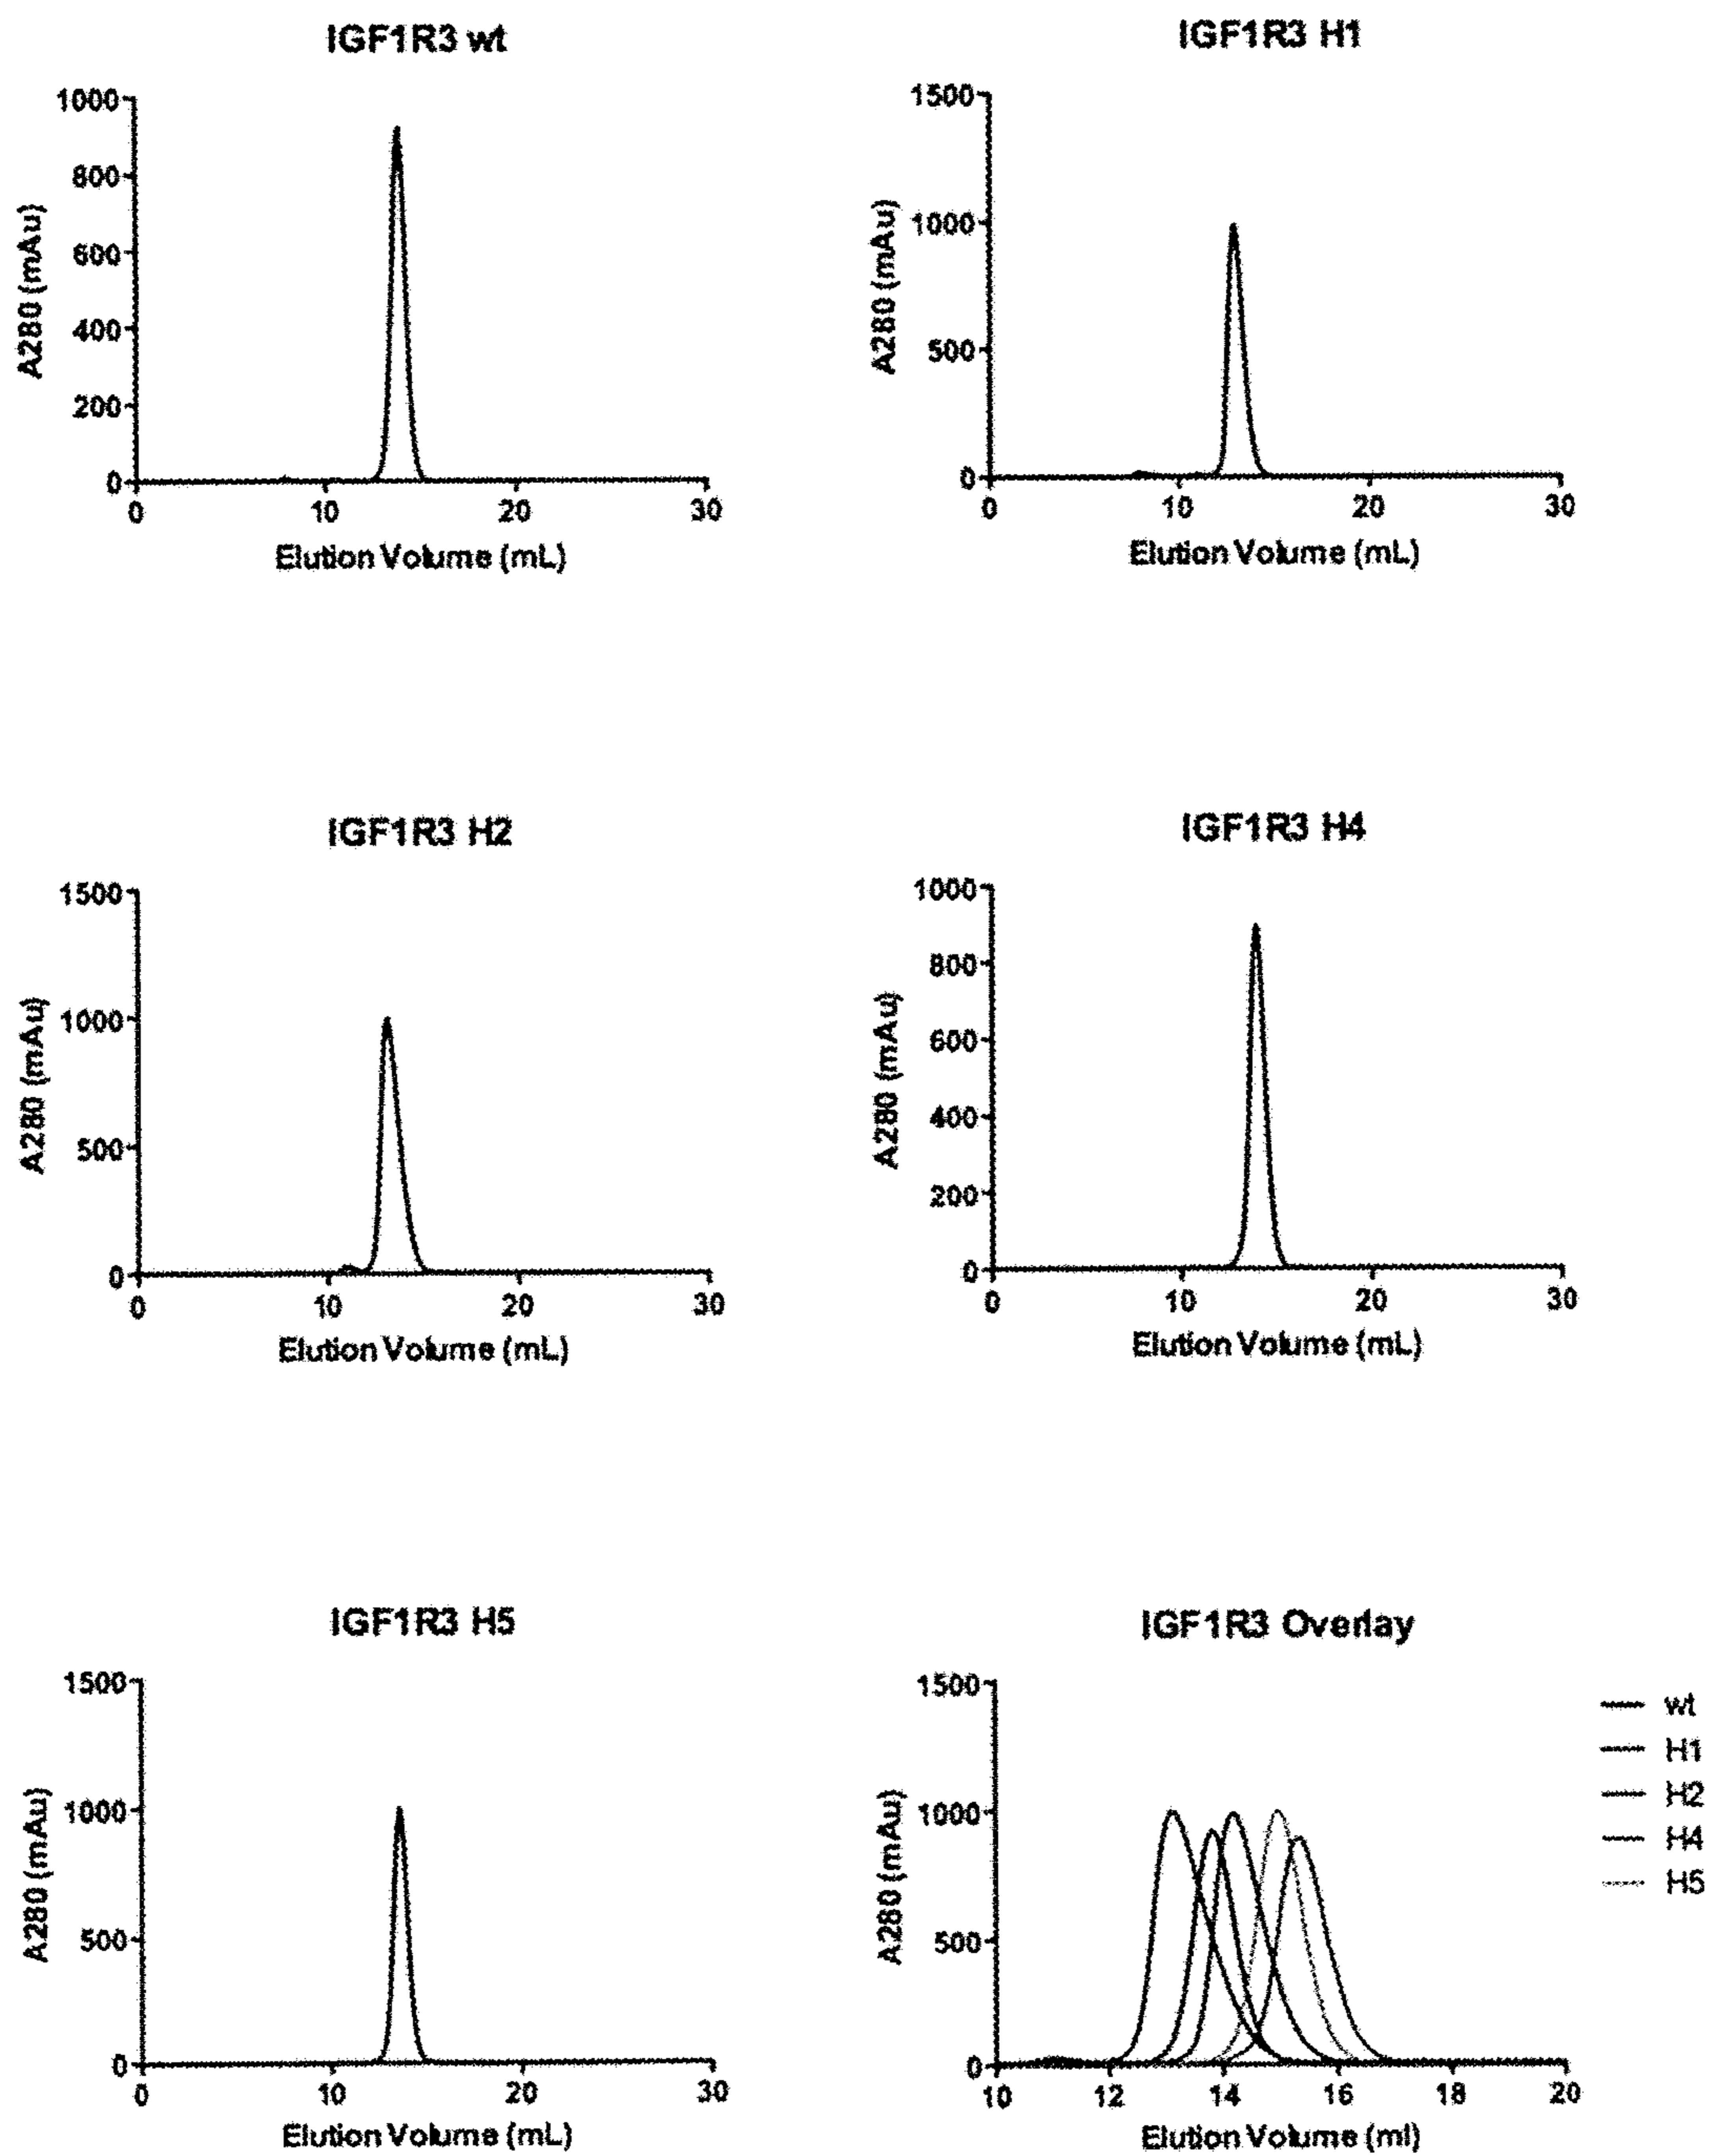 IGF1R3 wt
1000
800
600
400
200
0
A280 (mAu)
0 10 20 30
Elution Volume (mL)
IGF1R3 H1
1500
1000
500
0
A280 (mAu)
0 10 20 30
Elution Volume (mL)
IGF1R3 H2
1500
1000
500
0
A280 (mAu)
0 10 20 30
Elution Volume (mL)
IGF1R3 H4
1000
800
600
400
200
0
A280 (mAu)
0 10 20 30
Elution Volume (mL)
IGF1R3 H5
1500
1000
500
0
A280 (mAu)
0 10 20 30
Elution Volume (mL)
IGF1R3 Overlay
1500
1000
500
0
A280 (mAu)
10 12 14 16 18 20
Elution Volume (ml)
wt
H1
H2
H4
H5